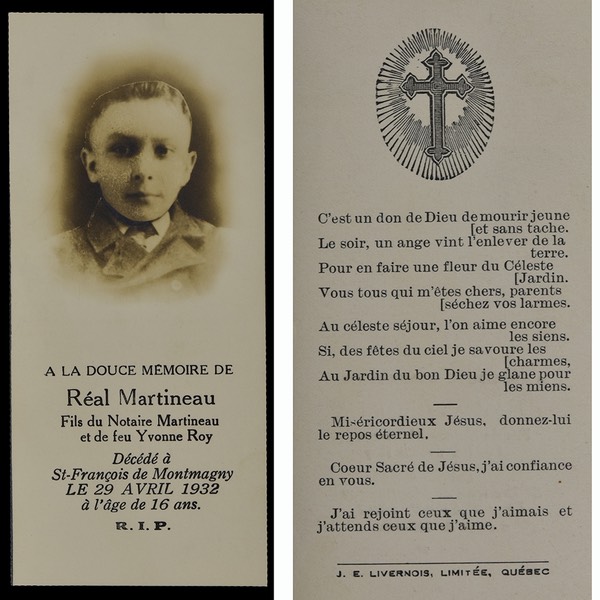 A LA DOUCE MÉMOIRE DE
Réal Martineau
Fils du Notaire Martineau
et de feu Yvonne Roy
Décédé à
St-François de Montmagny
LE 29 AVRIL 1932
à l'âge de 16 ans.
R. I. P.
C'est un don de Dieu de mourir jeune
[et sans tache.
Le soir, un ange vint l'enlever de la
terre.
Pour en faire une fleur du Céleste
[Jardin.
Vous tous qui m'êtes chers, parents
[séchez vos larmes.
Au céleste séjour, l'on aime encore
les siens.
Si, des fêtes du ciel je savoure les
[charmes,
Au Jardin du bon Dieu je glane pour
les miens.
Miséricordieux Jésus, donnez-lui
le repos éternel.
Coeur Sacré de Jésus, j'ai confiance
en vous.
J'ai rejoint ceux que j'aimais et
j'attends ceux que j'aime.
J. E. LIVERNOIS, LIMITÉE, QUÉBEC